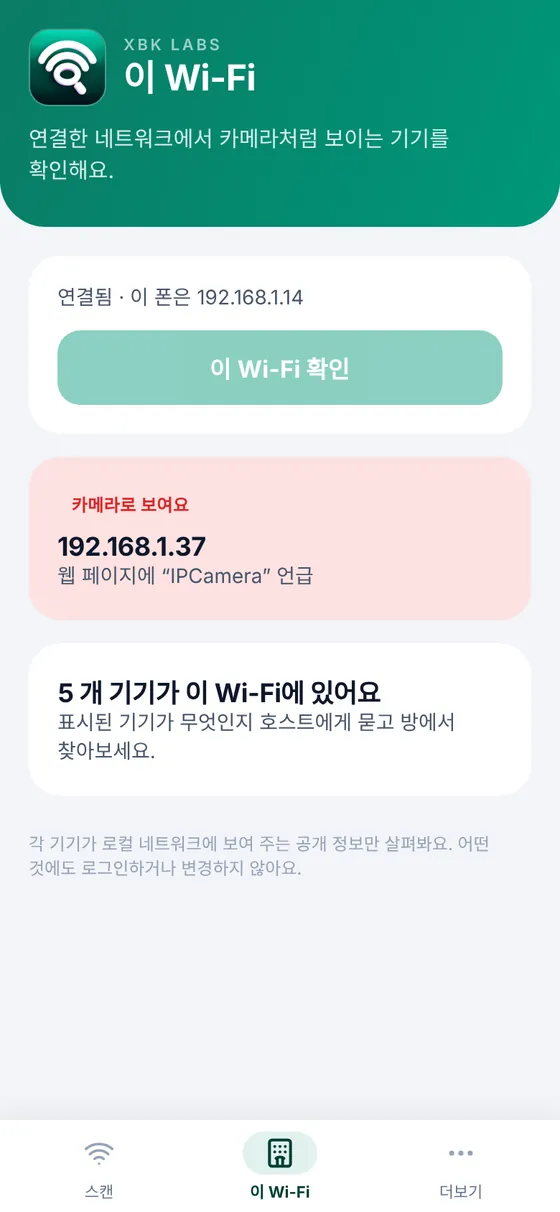 XBK LABS
이 Wi-Fi
연결한 네트워크에서 카메라처럼 보이는 기기를
확인해요.
연결됨 · 이 폰은 192.168.1.14
이 Wi-Fi 확인
카메라로 보여요
192.168.1.37
웹 페이지에 “IPCamera” 언급
5 개 기기가 이 Wi-Fi에 있어요
표시된 기기가 무엇인지 호스트에게 묻고 방에서
찾아보세요.
각 기기가 로컬 네트워크에 보여 주는 공개 정보만 살펴봐요. 어떤
것에도 로그인하거나 변경하지 않아요.
스캔
이 Wi-Fi
더보기